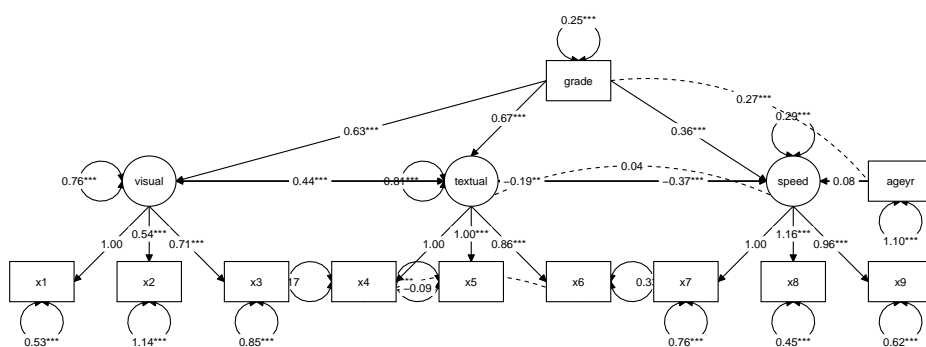 0.25***
grade
0.27***
0.29***
0.63***
0.67***
0.36***
0.04
0.76***
visual
0.44***
0.81***
textual
−0.19**
−0.37***
speed
0.08
ageyr
0.54***
1.00***
1.16***
1.00
0.71***
1.00
0.86***
1.00
0.96***
1.10***
x1
x2
x3
x4
−0.09
x5
x6
x7
x8
x9
0.53***
1.14***
0.85***
0.76***
0.45***
0.62***